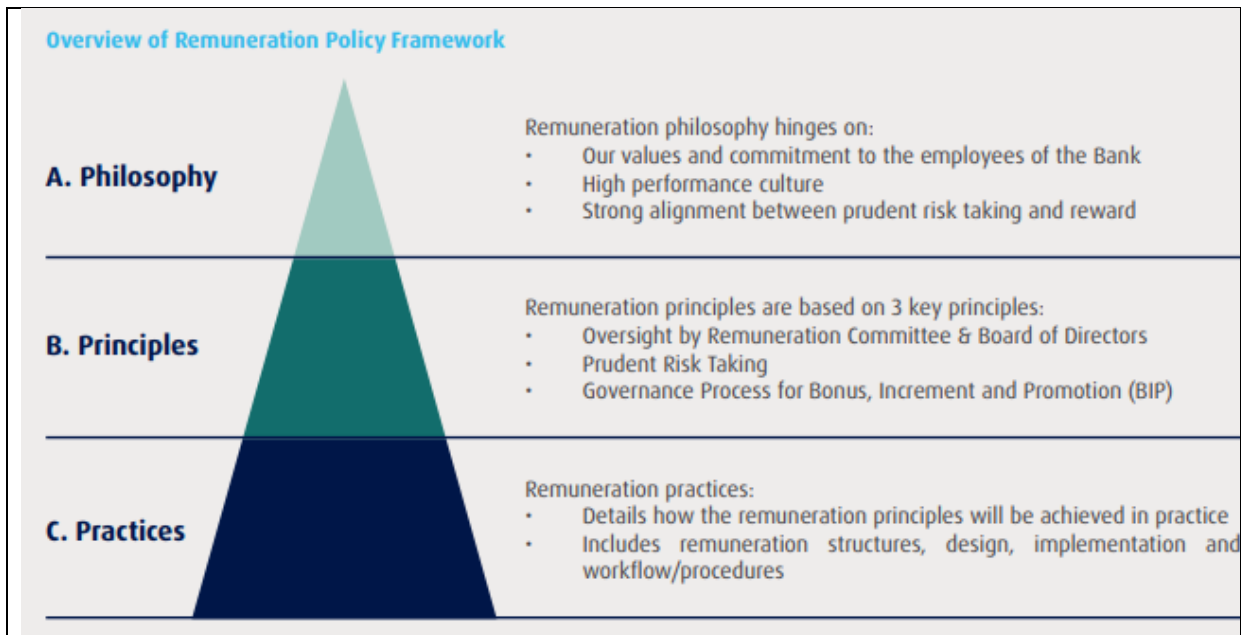 Overview of Remuneration Policy Framework
A. Philosophy
Remuneration philosophy hinges on:
• Our values and commitment to the employees of the Bank
• High performance culture
• Strong alignment between prudent risk taking and reward
B. Principles
Remuneration principles are based on 3 key principles:
• Oversight by Remuneration Committee & Board of Directors
• Prudent Risk Taking
• Governance Process for Bonus, Increment and Promotion (BIP)
C. Practices
Remuneration practices:
• Details how the remuneration principles will be achieved in practice
• Includes remuneration structures, design, implementation and
workflow/procedures